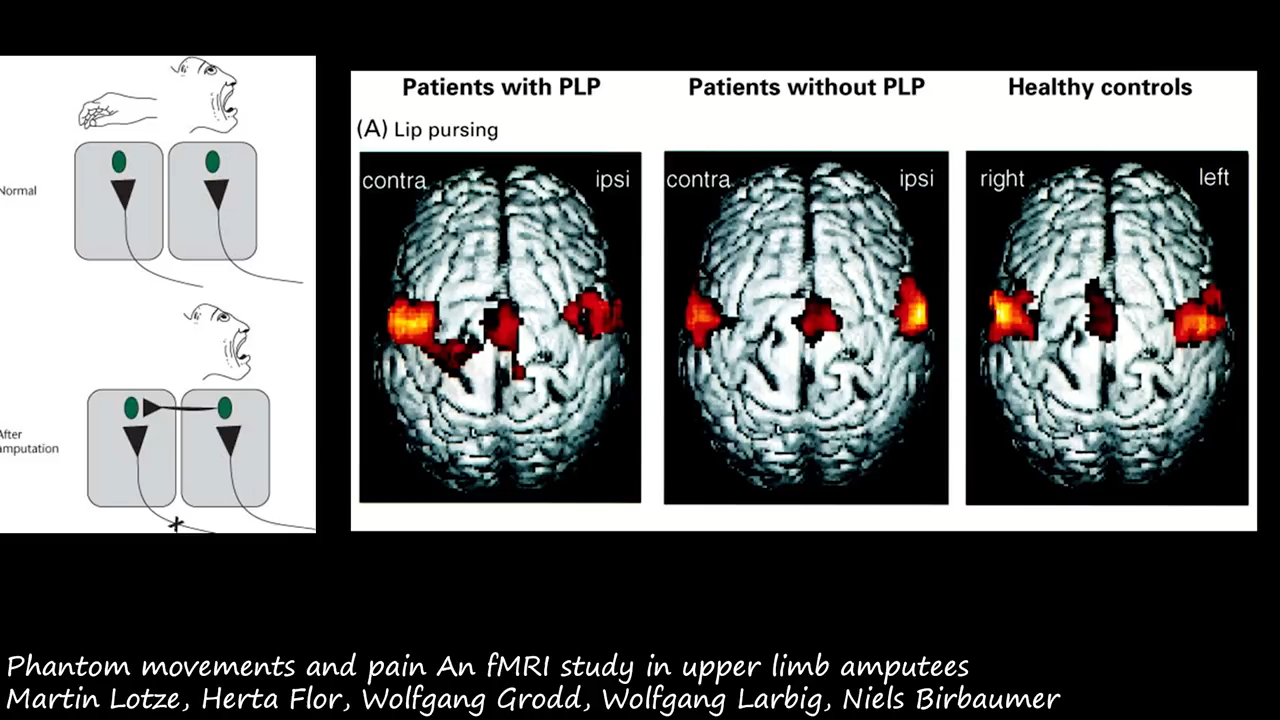 Normal
After
amputation
Patients with PLP
Patients without PLP
Healthy controls
(A) Lip pursing
contra
ipsi
contra
ipsi
right
left
Phantom movements and pain An fMRI study in upper limb amputees
Martin Lotze, Herta Flor, Wolfgang Grodd, Wolfgang Larbig, Niels Birbaumer